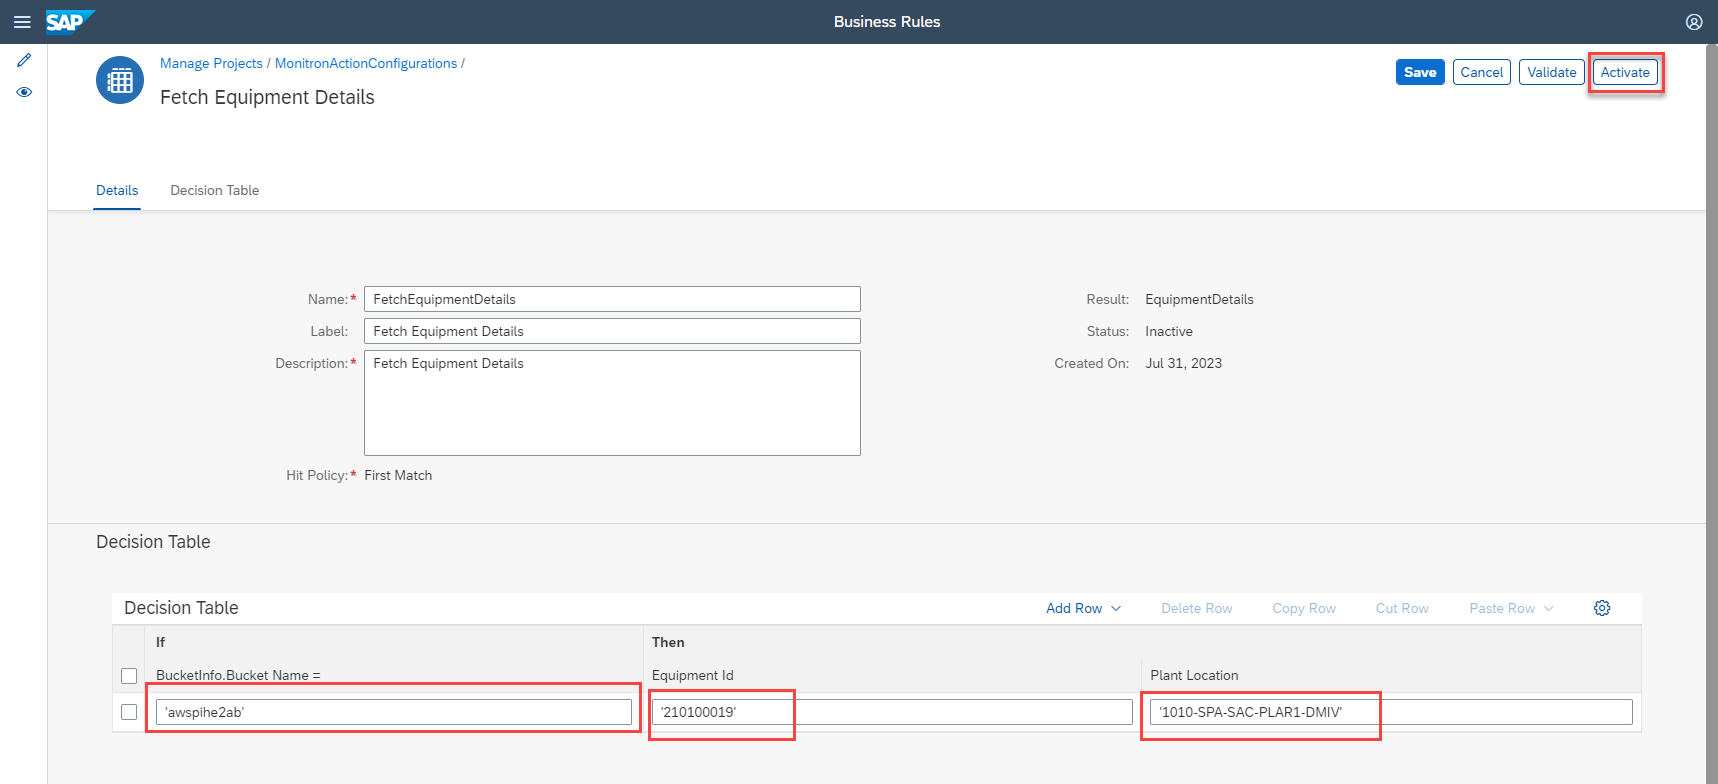 SAP
Business Rules
Manage Projects / MonitronActionConfigurations /
Fetch Equipment Details
Save
Cancel
Validate
Activate
Details
Decision Table
Name:* FetchEquipmentDetails
Label: Fetch Equipment Details
Description:* Fetch Equipment Details
Hit Policy:* First Match
Result: EquipmentDetails
Status: Inactive
Created On: Jul 31, 2023
Decision Table
Decision Table
Add Row
Delete Row
Copy Row
Cut Row
Paste Row
If
Then
BucketInfo.Bucket Name =
Equipment Id
Plant Location
'awspihe2ab'
'210100019'
'1010-SPA-SAC-PLAR1-DMIV'